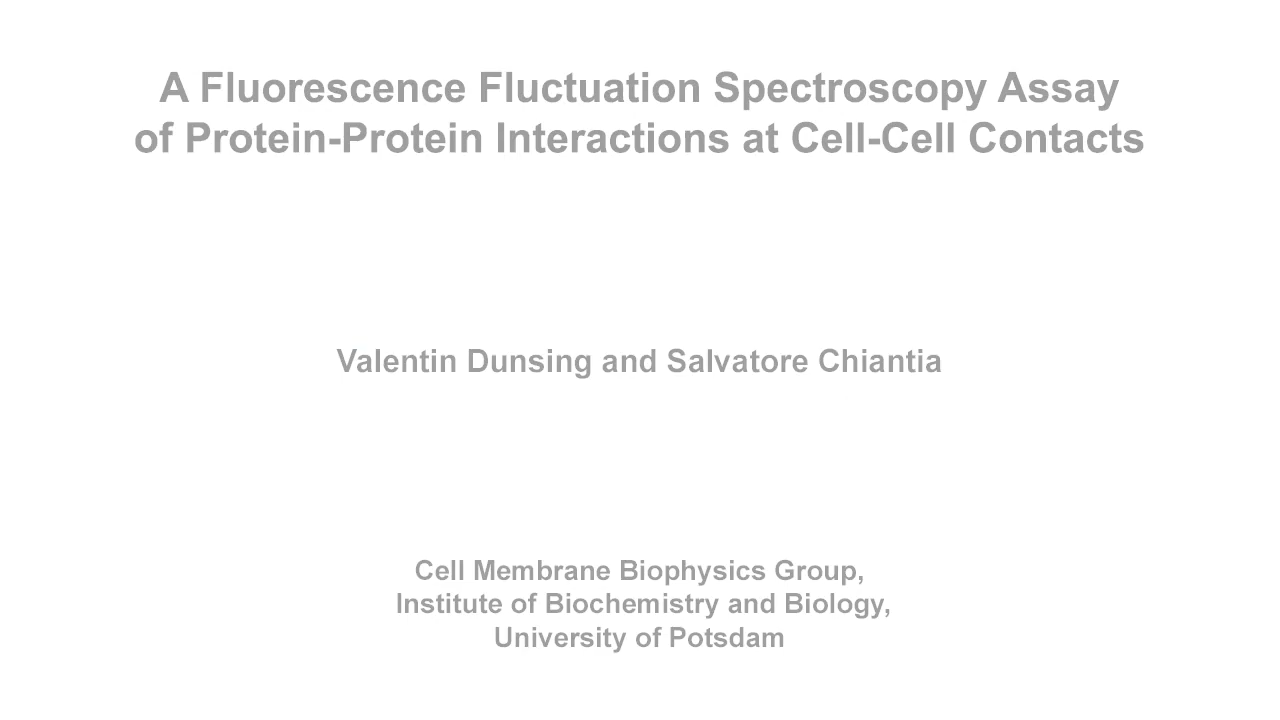 A Fluorescence Fluctuation Spectroscopy Assay
of Protein-Protein Interactions at Cell-Cell Contacts
Valentin Dunsing and Salvatore Chiantia
Cell Membrane Biophysics Group,
Institute of Biochemistry and Biology,
University of Potsdam